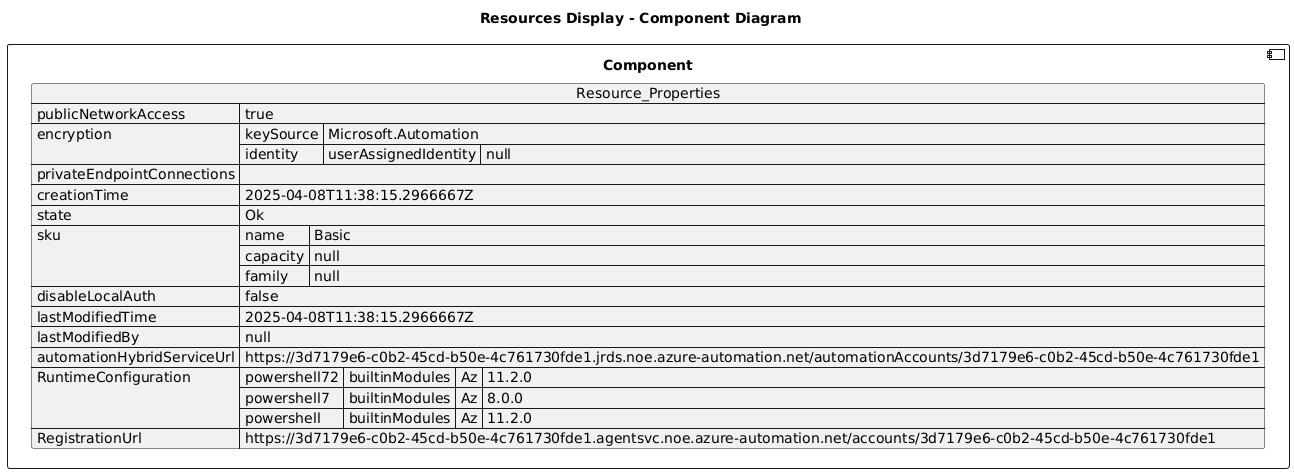 Resources Display - Component Diagram
Component
Resource_Properties
publicNetworkAccess true
encryption keySource Microsoft.Automation
identity userAssignedIdentity null
privateEndpointConnections
creationTime 2025-04-08T11:38:15.2966667Z
state Ok
sku name Basic
capacity null
family null
disableLocalAuth false
lastModifiedTime 2025-04-08T11:38:15.2966667Z
lastModifiedBy null
automationHybridServiceUrl https://3d7179e6-c0b2-45cd-b50e-4c761730fde1.jrds.noe.azure-automation.net/automationAccounts/3d7179e6-c0b2-45cd-b50e-4c761730fde1
RuntimeConfiguration powershell72 builtinModules Az 11.2.0
powershell7 builtinModules Az 8.0.0
powershell builtinModules Az 11.2.0
RegistrationUrl https://3d7179e6-c0b2-45cd-b50e-4c761730fde1.agentsvc.noe.azure-automation.net/accounts/3d7179e6-c0b2-45cd-b50e-4c761730fde1